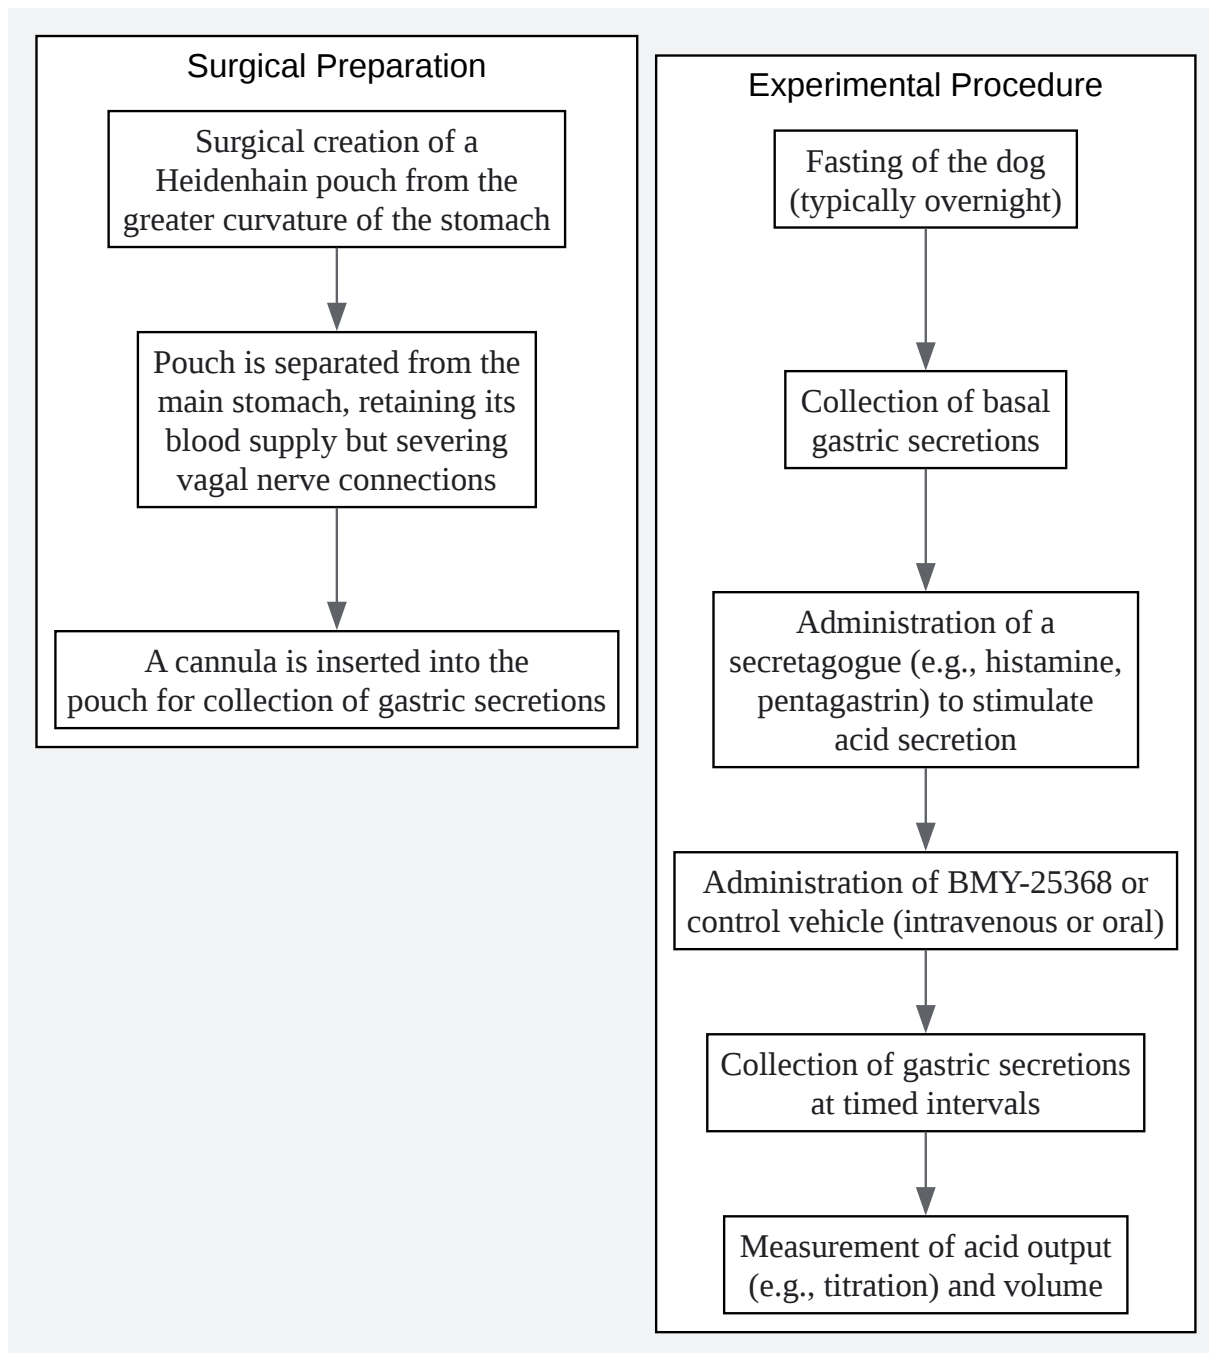 Surgical Preparation
Surgical creation of a
Heidenhain pouch from the
greater curvature of the stomach
Pouch is separated from the
main stomach, retaining its
blood supply but severing
vagal nerve connections
A cannula is inserted into the
pouch for collection of gastric secretions
Experimental Procedure
Fasting of the dog
(typically overnight)
Collection of basal
gastric secretions
Administration of a
secretagogue (e.g., histamine,
pentagastrin) to stimulate
acid secretion
Administration of BMY-25368 or
control vehicle (intravenous or oral)
Collection of gastric secretions
at timed intervals
Measurement of acid output
(e.g., titration) and volume